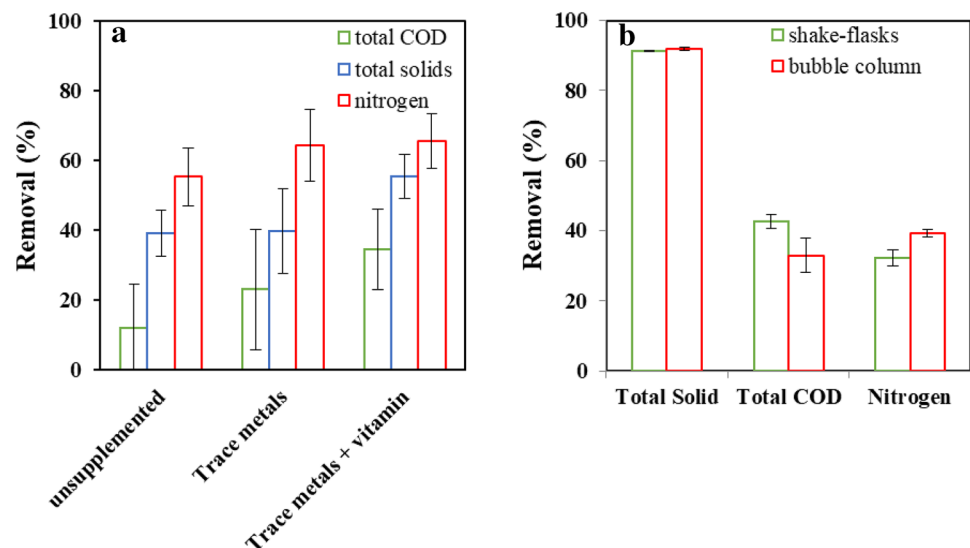 a
total COD
total solids
nitrogen
Removal (%)
100
80
60
40
20
0
unsupplemented
Trace metals
Trace metals + vitamin
b
shake-flasks
bubble column
Removal (%)
100
80
60
40
20
0
Total Solid
Total COD
Nitrogen